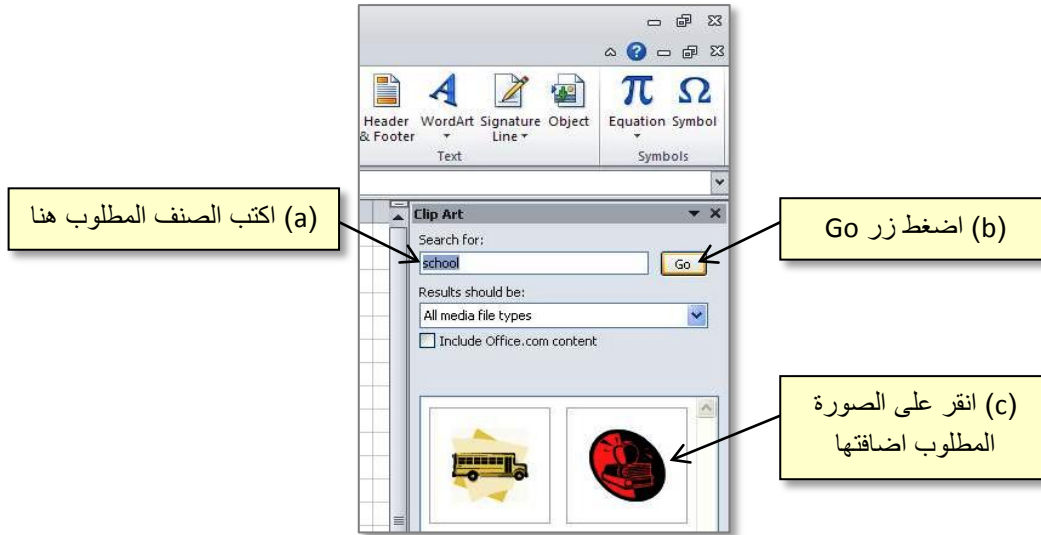 Header & Footer
WordArt
Signature Line
Object
Equation
Symbol
Text
Symbols
Clip Art
(a) اكتب الصنف المطلوب هنا
Search for:
school
Go
(b) اضغط زر Go
Results should be:
All media file types
Include Office.com content
(c) انقر على الصورة
المطلوب اضافتها